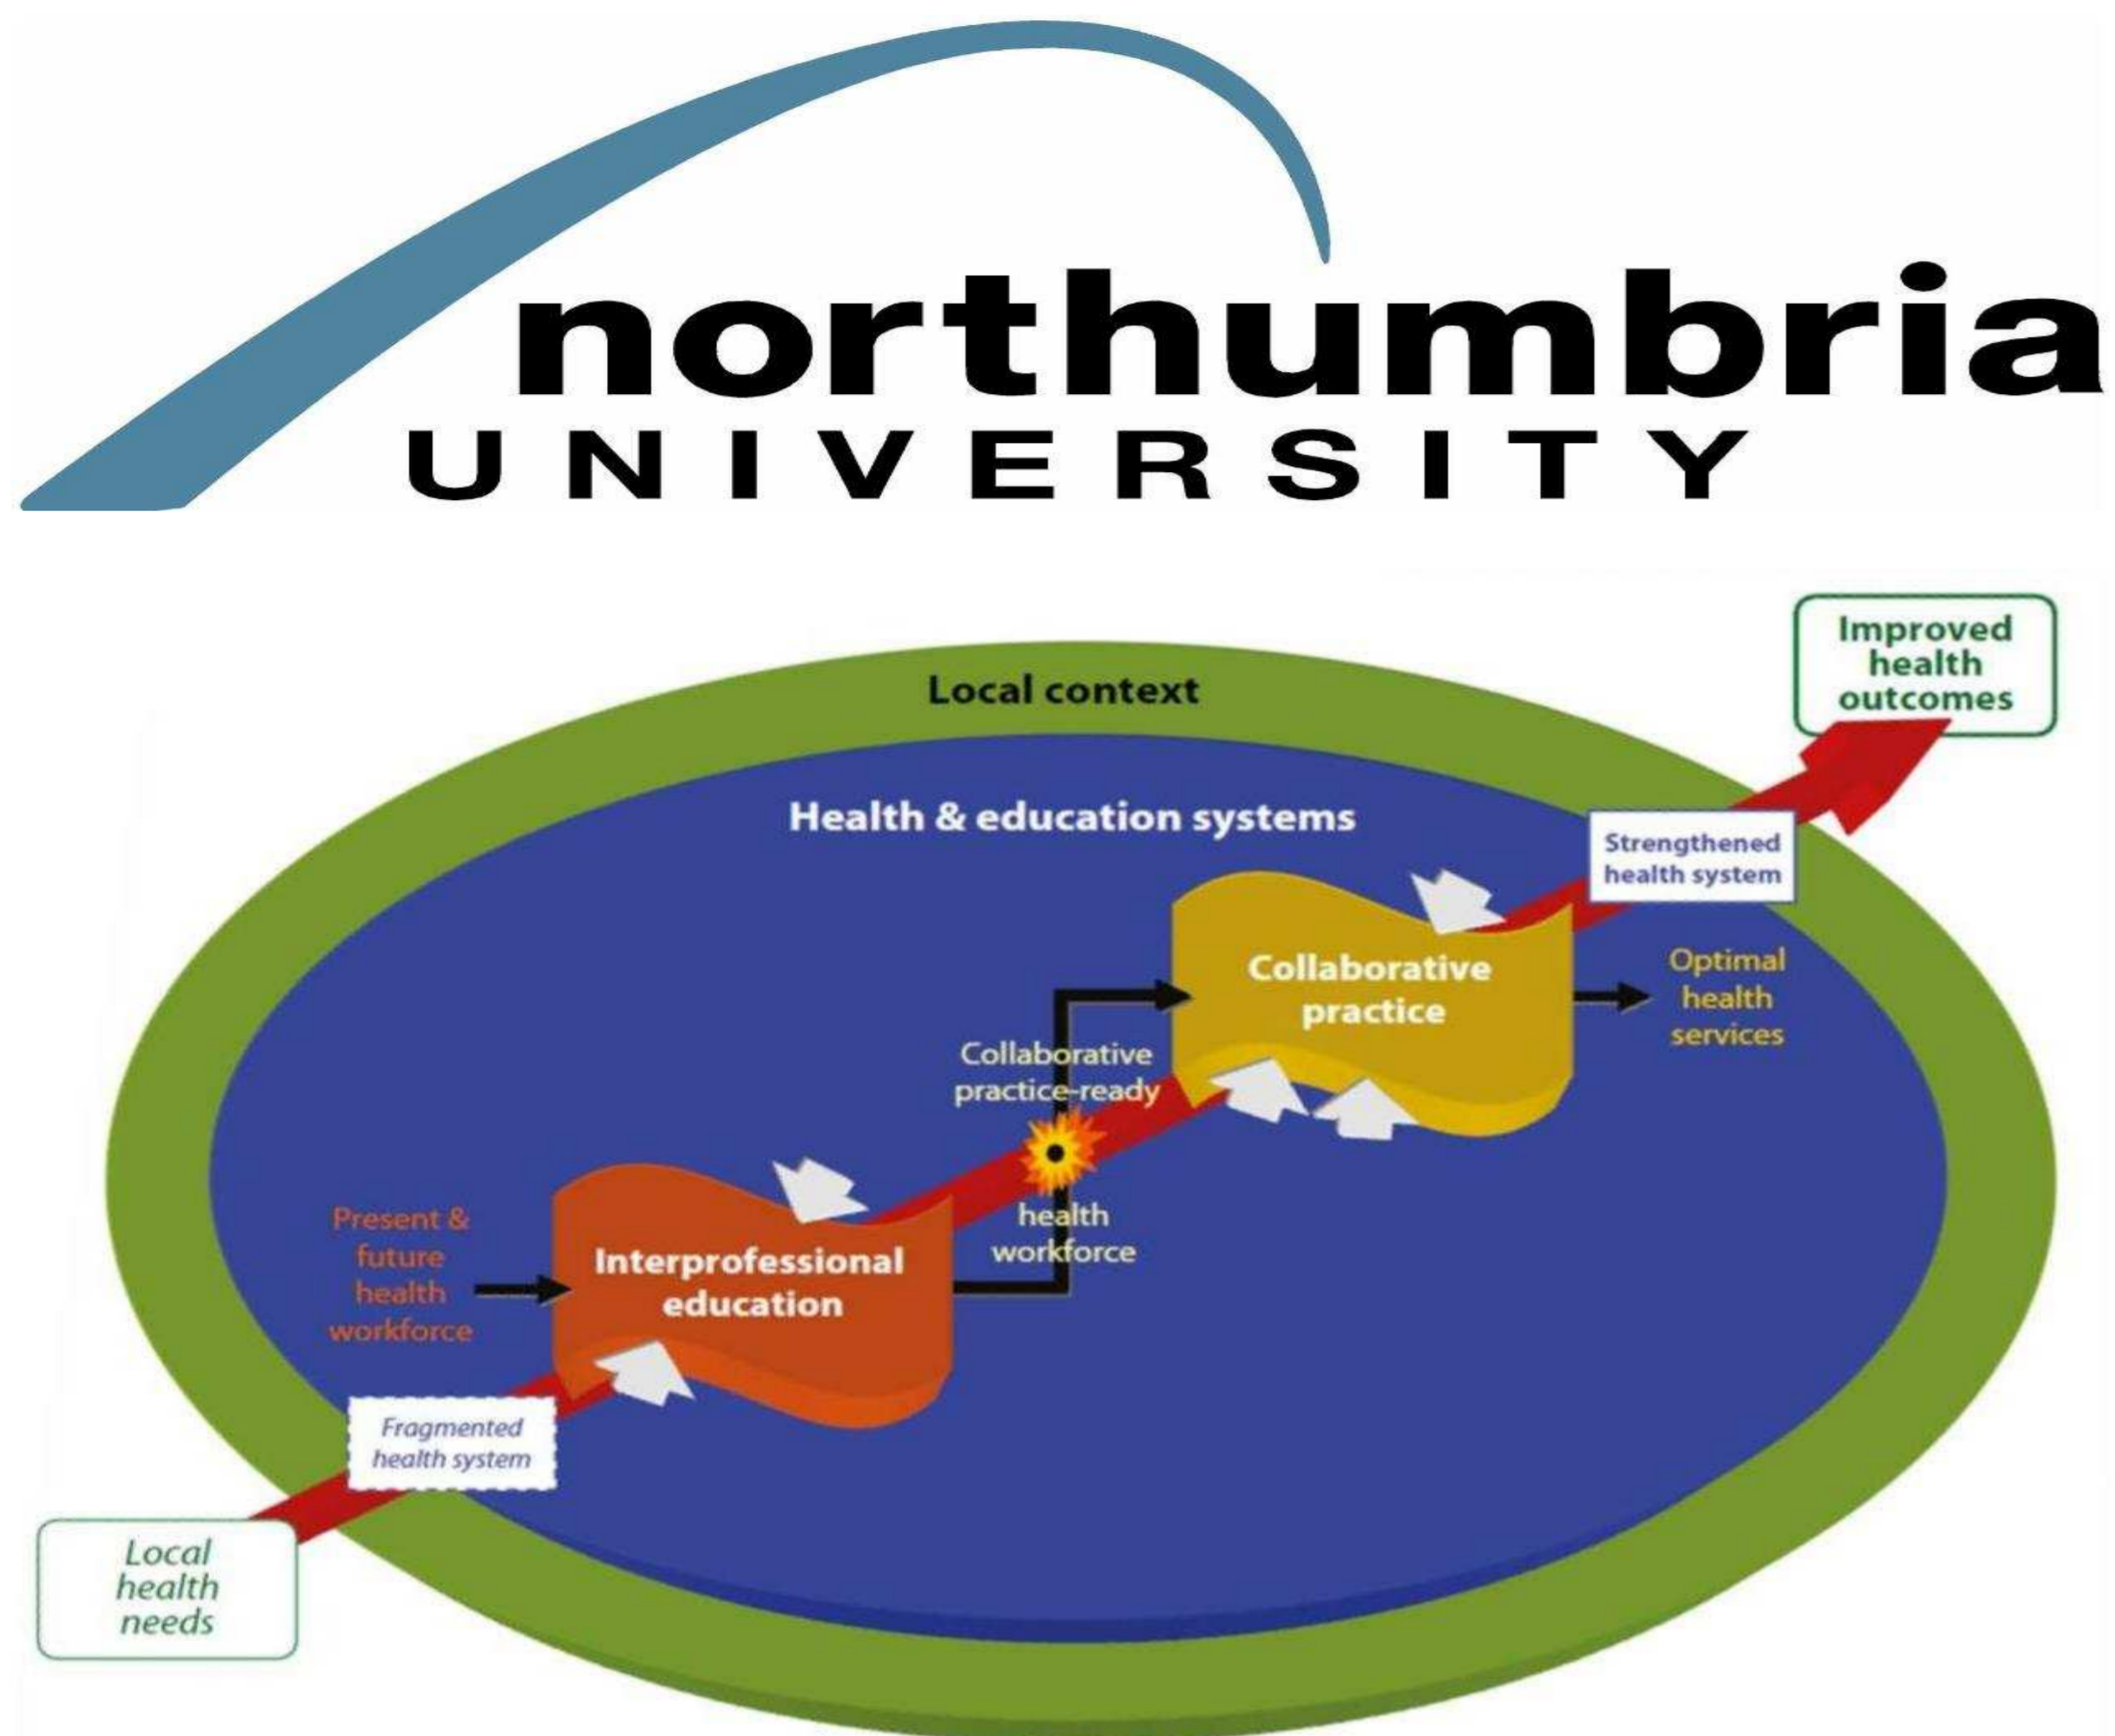 northumbria
UNIVERSITY
Improved
health
outcomes
Local context
Health & education systems
Strengthened
health system
Collaborative
practice
Optimal
health
services
Collaborative
practice-ready
health
workforce
Present &
future
health
workforce
Interprofessional
education
Fragmented
health system
Local
health
needs